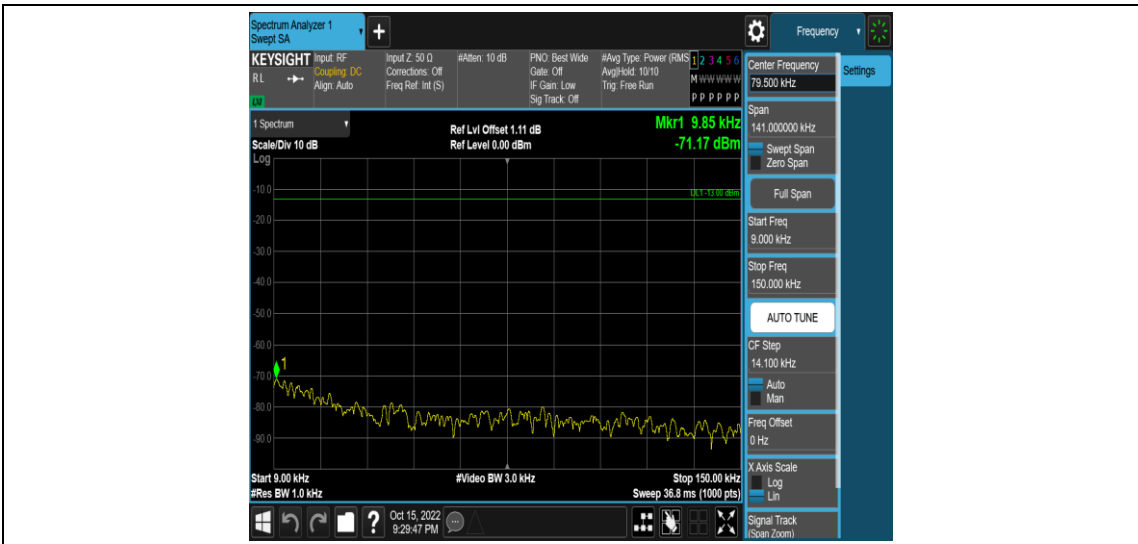 Spectrum Analyzer 1
Swept SA
+
Frequency
KEYSIGHT
RL
LXI
Input: RF
Coupling: DC
Align: Auto
Input Z: 50 Ω
Corrections: Off
Freq Ref: Int (S)
#Atten: 10 dB
PNO: Best Wide
Gate: Off
IF Gain: Low
Sig Track: Off
#Avg Type: Power (RMS
Avg|Hold: 10/10
Trig: Free Run
1 2 3 4 5 6
M W W W W W
P P P P P P
Center Frequency
79.500 kHz
Settings
Span
141.000000 kHz
Swept Span
Zero Span
Full Span
Start Freq
9.000 kHz
Stop Freq
150.000 kHz
AUTO TUNE
CF Step
14.100 kHz
Auto
Man
Freq Offset
0 Hz
X Axis Scale
Log
Lin
Signal Track
(Span Zoom)
1 Spectrum
Scale/Div 10 dB
Log
Ref Lvl Offset 1.11 dB
Ref Level 0.00 dBm
Mkr1 9.85 kHz
-71.17 dBm
DL1 -13.00 dBm
-10.0
-20.0
-30.0
-40.0
-50.0
-60.0
-70.0
-80.0
-90.0
1
Start 9.00 kHz
#Video BW 3.0 kHz
Stop 150.00 kHz
#Res BW 1.0 kHz
Sweep 36.8 ms (1000 pts)
?
Oct 15, 2022
9:29:47 PM